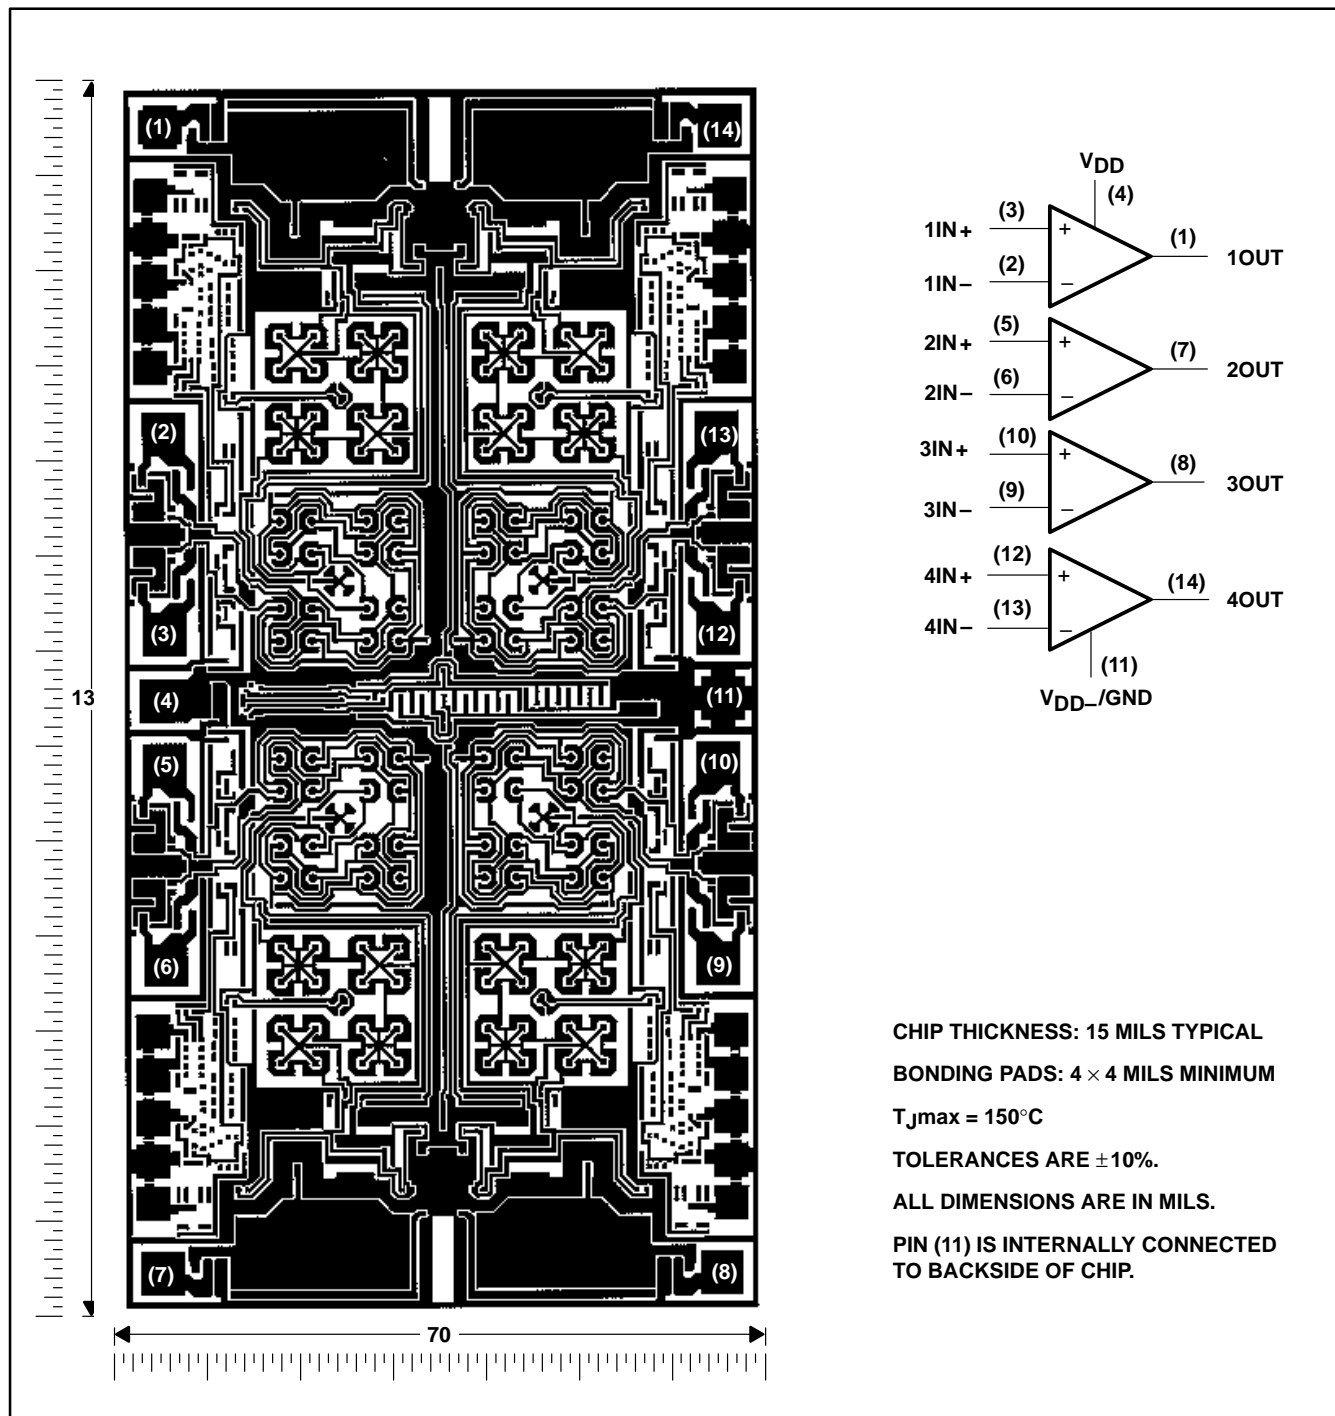 (1)
(14)
(2)
(13)
(3)
(12)
(4)
(11)
(5)
(10)
(6)
(9)
(7)
(8)
13
70
VDD
(4)
1IN+ (3) + (1) 1OUT
1IN− (2) −
2IN+ (5) + (7) 2OUT
2IN− (6) −
3IN+ (10) + (8) 3OUT
3IN− (9) −
4IN+ (12) + (14) 4OUT
4IN− (13) −
(11)
VDD−/GND
CHIP THICKNESS: 15 MILS TYPICAL
BONDING PADS: 4 × 4 MILS MINIMUM
TJmax = 150°C
TOLERANCES ARE ±10%.
ALL DIMENSIONS ARE IN MILS.
PIN (11) IS INTERNALLY CONNECTED
TO BACKSIDE OF CHIP.